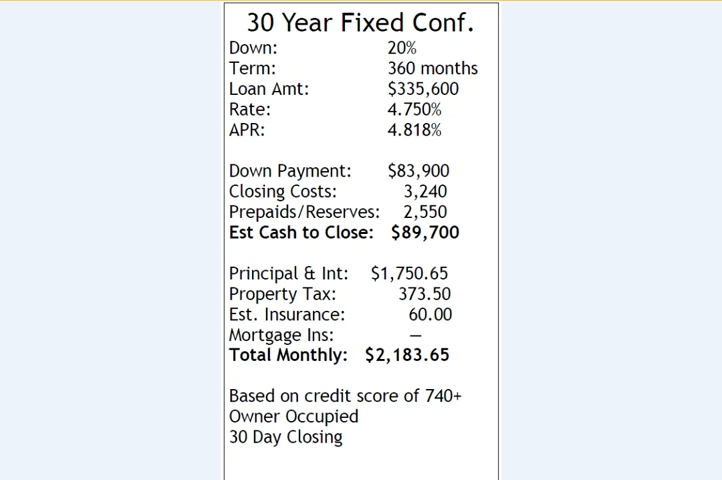 30 Year Fixed Conf.
Down: 20%
Term: 360 months
Loan Amt: $335,600
Rate: 4.750%
APR: 4.818%
Down Payment: $83,900
Closing Costs: 3,240
Prepaids/Reserves: 2,550
Est Cash to Close: $89,700
Principal & Int: $1,750.65
Property Tax: 373.50
Est. Insurance: 60.00
Mortgage Ins: —
Total Monthly: $2,183.65
Based on credit score of 740+
Owner Occupied
30 Day Closing